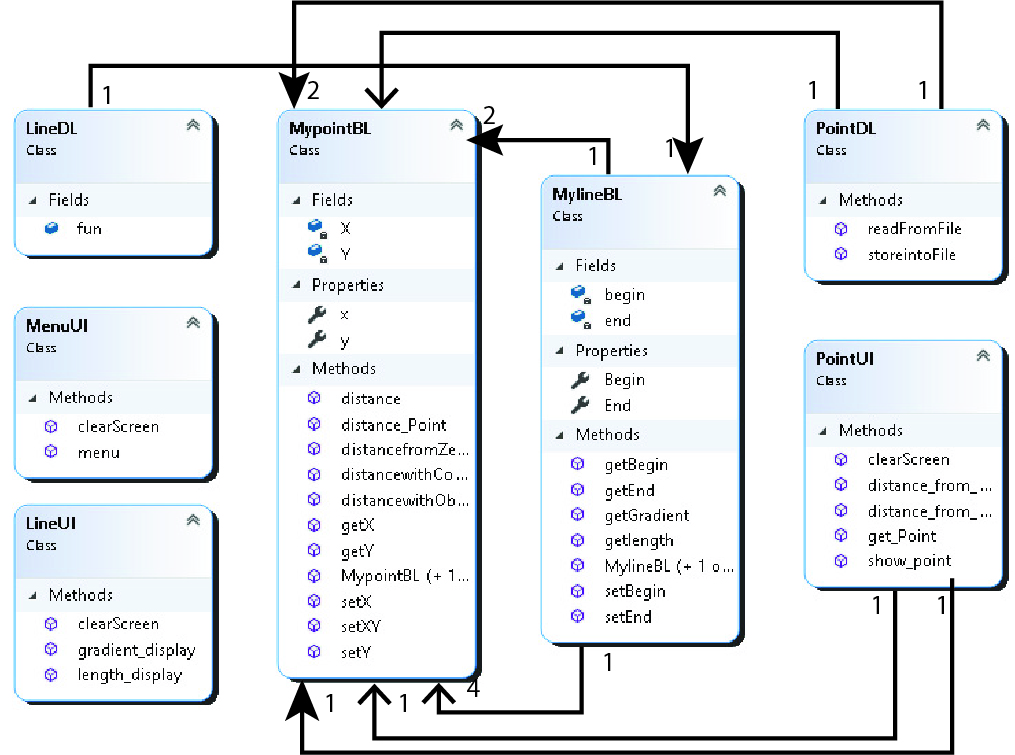 1
2
1
1
LineDL
Class
Fields
fun
MenuUI
Class
Methods
clearScreen
menu
LineUI
Class
Methods
clearScreen
gradient_display
length_display
MypointBL
Class
Fields
X
Y
Properties
x
y
Methods
distance
distance_Point
distancefromZe...
distancewithCo...
distancewithOb...
getX
getY
MypointBL (+ 1...
setX
setXY
setY
2
1
1
MylineBL
Class
Fields
begin
end
Properties
Begin
End
Methods
getBegin
getEnd
getGradient
getlength
MylineBL (+ 1 o...
setBegin
setEnd
PointDL
Class
Methods
readFromFile
storeintoFile
PointUI
Class
Methods
clearScreen
distance_from_...
distance_from_...
get_Point
show_point
1
1
4
1
1
1